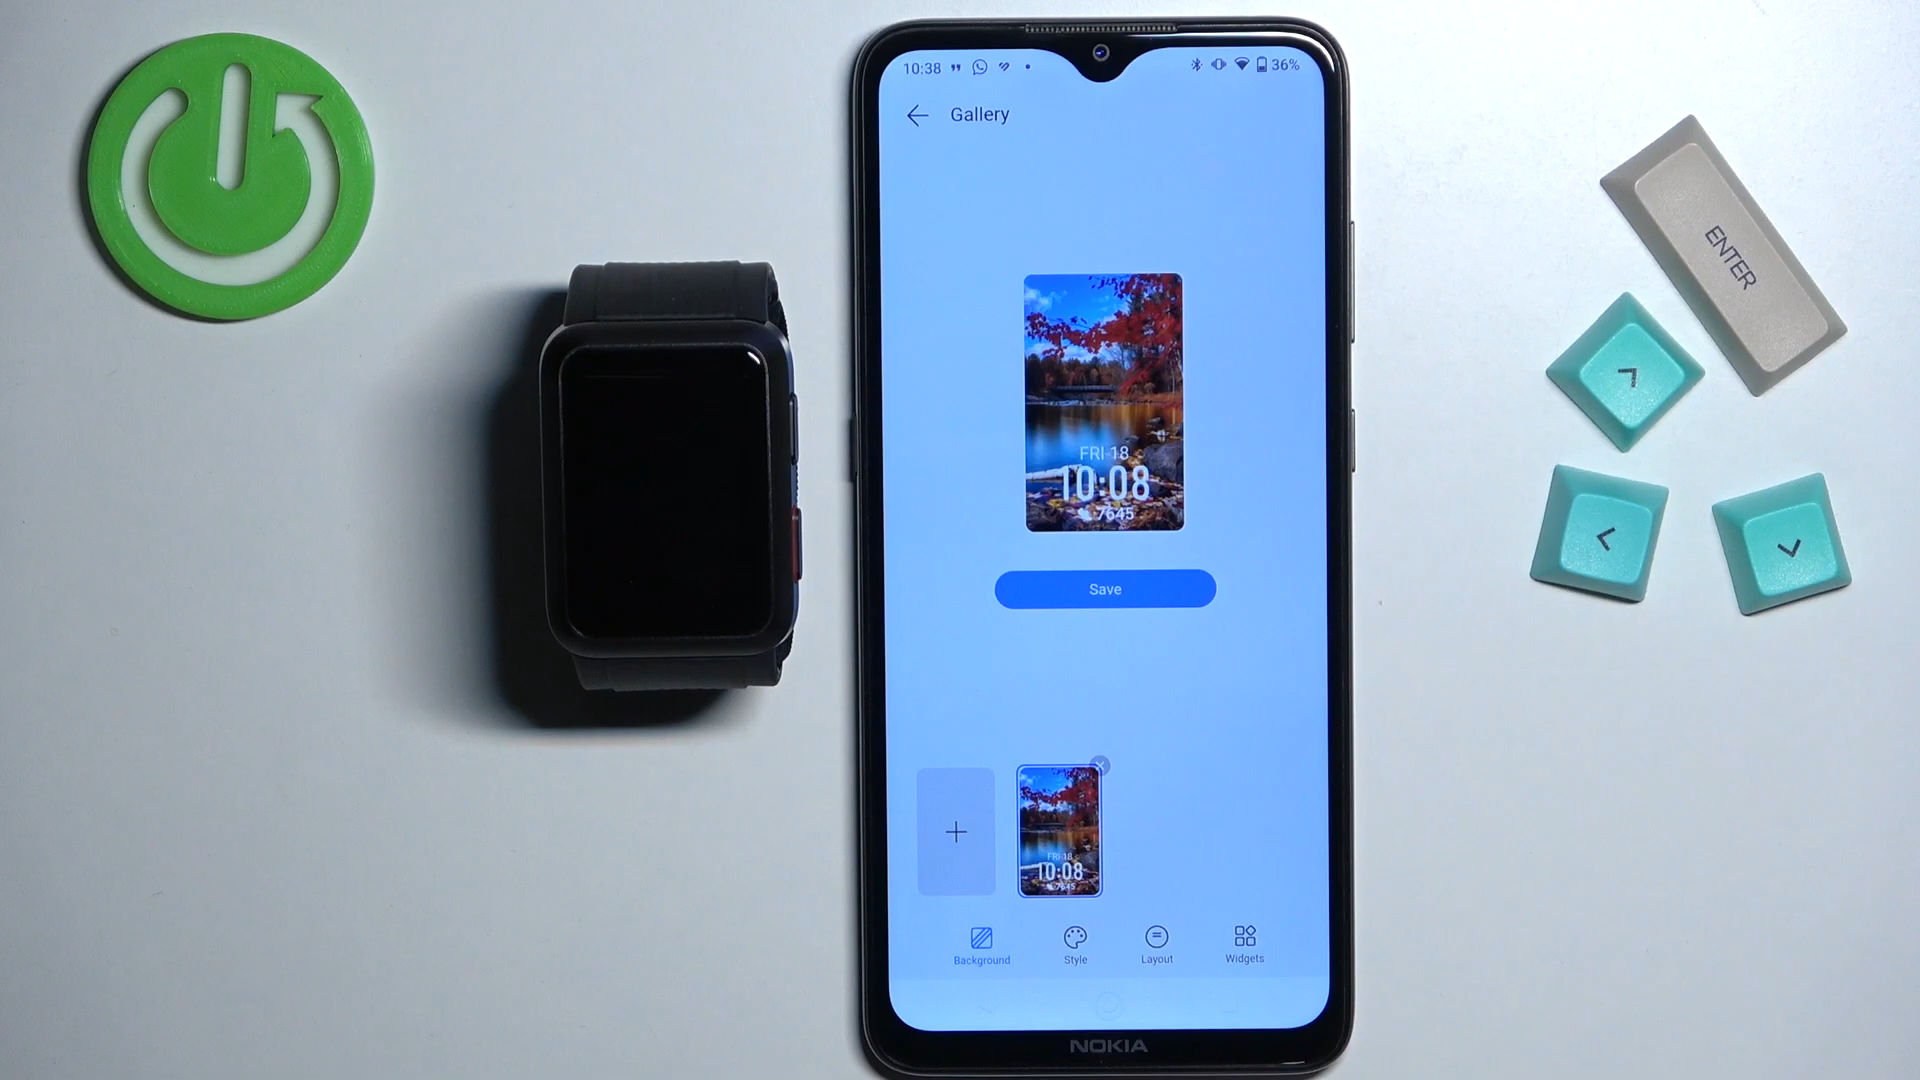 10:38
36%
Gallery
FRI 18
10:08
7645
Save
+
FRI 18
10:08
7645
Background
Style
Layout
Widgets
NOKIA
ENTER